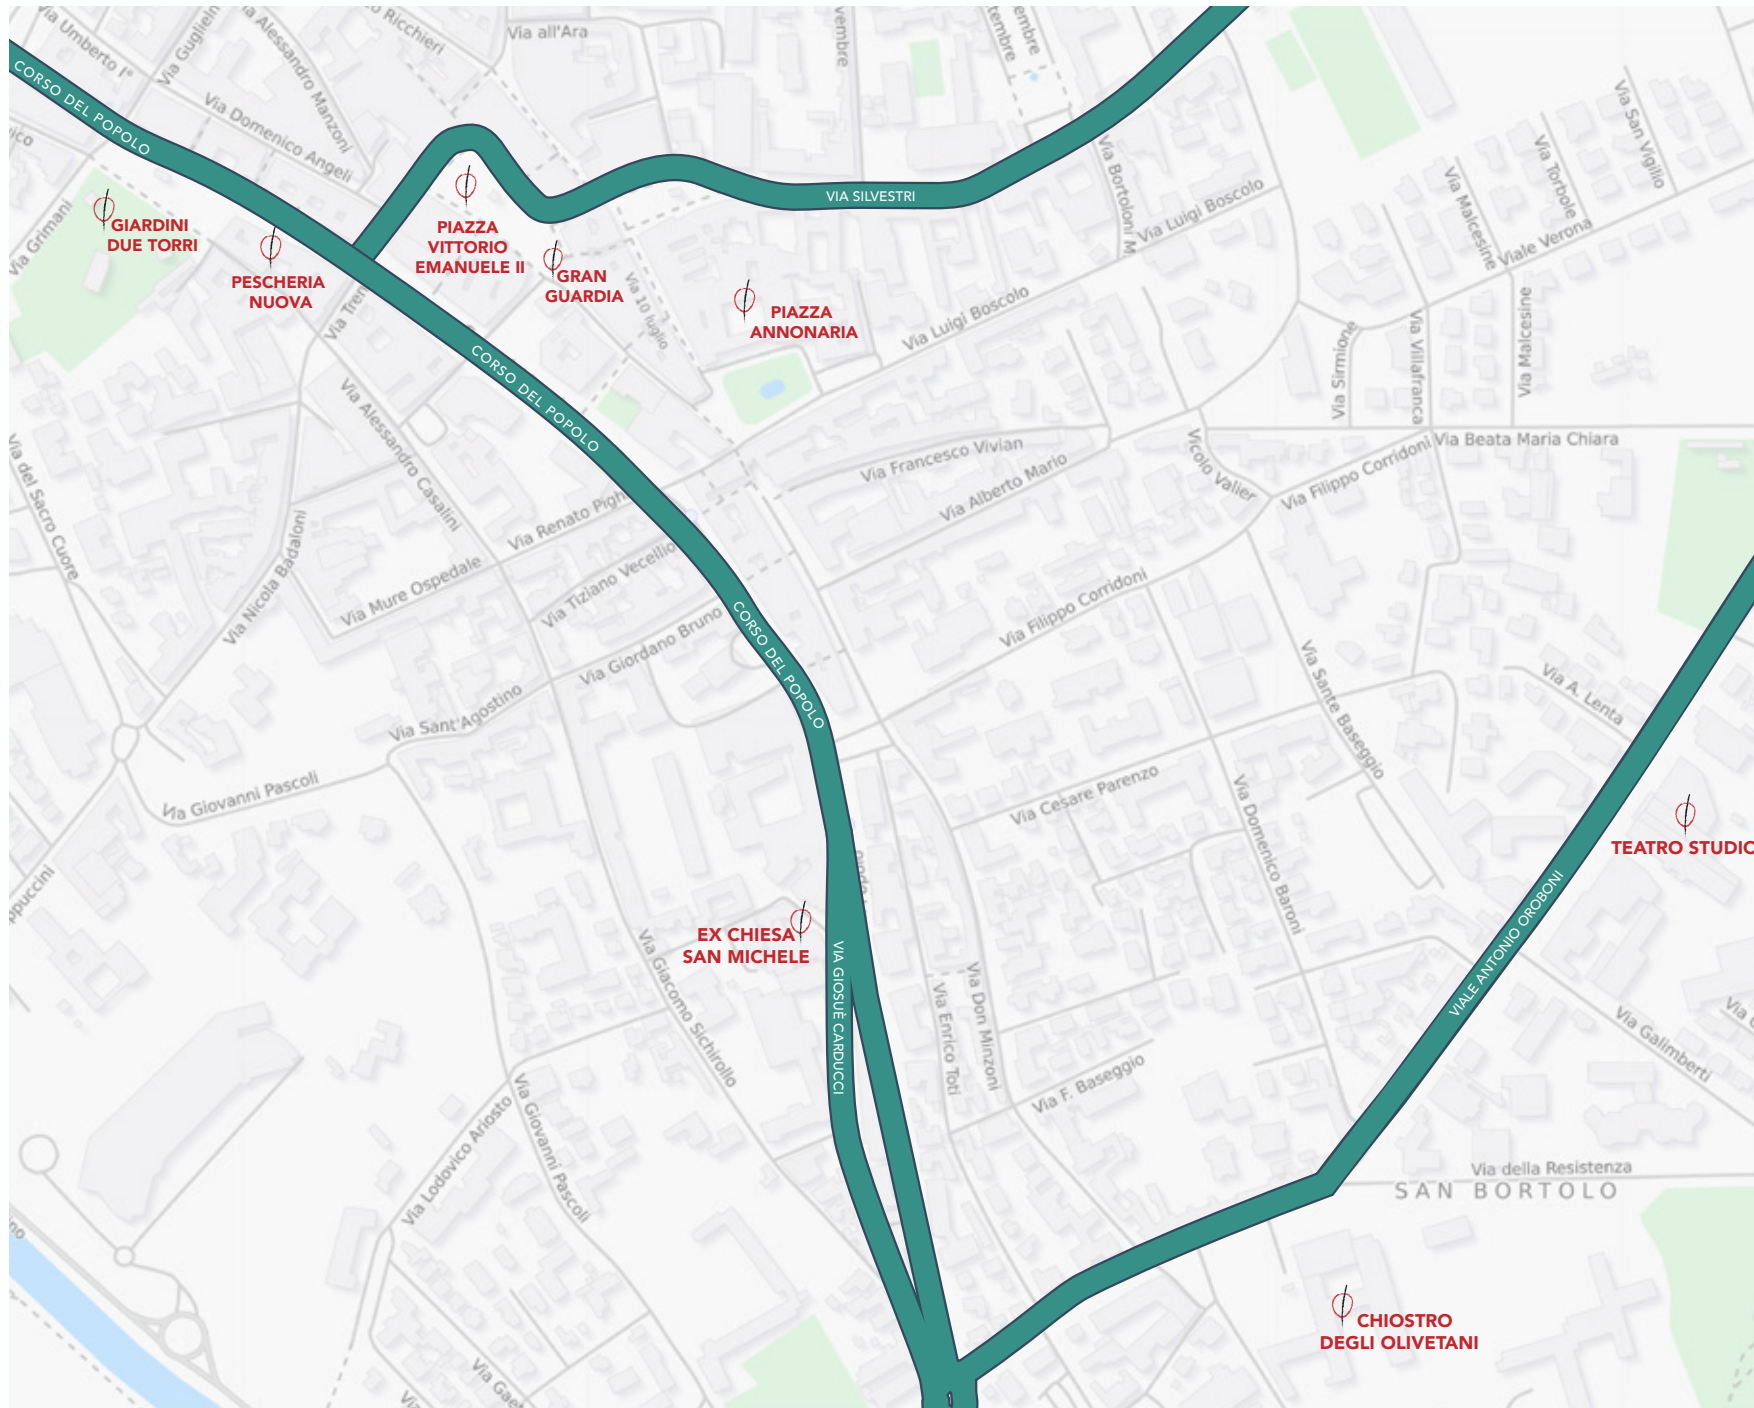 Via Umberto I°
Via Alessandro Manzoni
Ricchieri
Via all'Ara
CORSO DEL POPOLO
Via Domenico Angeli
VIA SILVESTRI
Via Bortoloni M
Via Luigi Boscolo
Via San Vigilio
Via Torbole
Via Malcesine
Viale Verona
Via Grimani
GIARDINI
DUE TORRI
PESCHERIA
NUOVA
PIAZZA
VITTORIO
EMANUELE II
GRAN
GUARDIA
Via 10 luglio
PIAZZA
ANNONARIA
Via Luigi Boscolo
Via Sirmione
Via Villafranca
Via Malcesine
CORSO DEL POPOLO
Via Alessandro Casalini
Via del Sacro Cuore
Via Nicola Badaloni
Via Renato
Via Mure Ospedale
Via Tiziano Vecellio
Via Giordano Bruno
Via Francesco Vivian
Via Alberto Mario
Vicolo Valier
Via Filippo Corridoni
Via Beata Maria Chiara
Via Filippo Corridoni
CORSO DEL POPOLO
Via Sant'Agostino
Via Giovanni Pascoli
Via Sante Baseggio
Via A. Lenta
Via Cesare Parenzo
Via Domenico Baroni
TEATRO STUDIO
VIALE ANTONIO OROBONI
EX CHIESA
SAN MICHELE
VIA GIOSUÈ CARDUCCI
Via Giacomo Sichirollo
Via Enrico Toti
Via Don Minzoni
Via F. Baseggio
Via Galimberti
Via Lodovico Ariosto
Via Giovanni Pascoli
Via della Resistenza
SAN BORTOLO
CHIOSTRO
DEGLI OLIVETANI